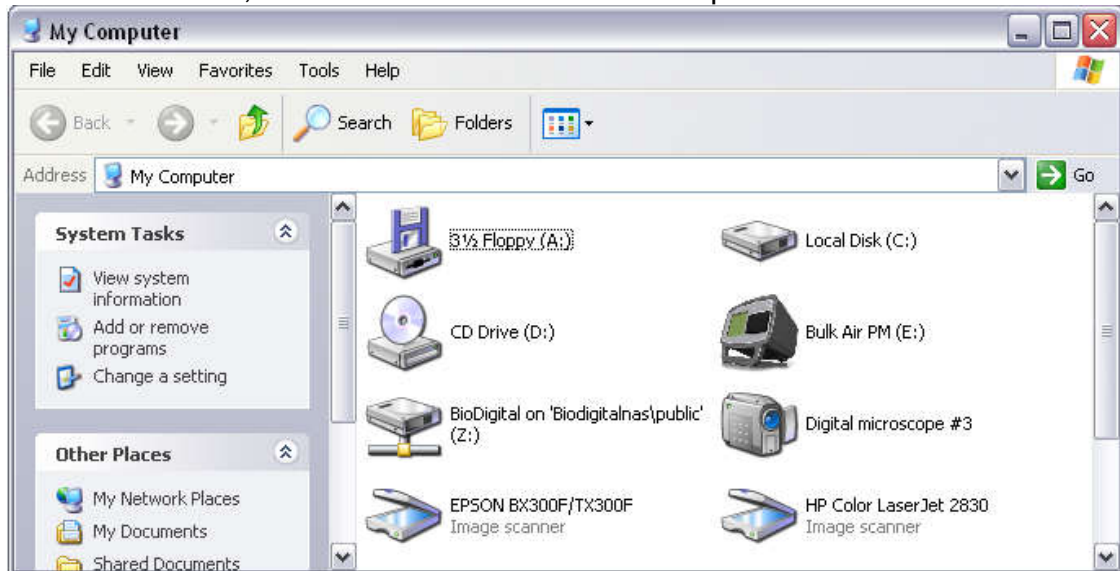 My Computer
File Edit View Favorites Tools Help
Back Search Folders
Address My Computer Go
System Tasks
View system
information
Add or remove
programs
Change a setting
Other Places
My Network Places
My Documents
Shared Documents
3½ Floppy (A:)
Local Disk (C:)
CD Drive (D:)
Bulk Air PM (E:)
BioDigital on 'Biodigitalnas\public'
(Z:)
Digital microscope #3
EPSON BX300F/TX300F
Image scanner
HP Color LaserJet 2830
Image scanner